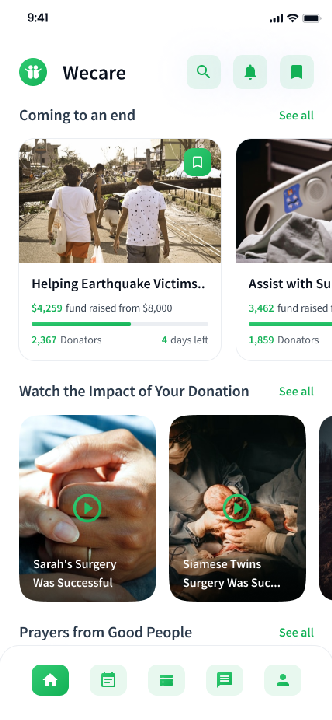 9:41
Wecare
Coming to an end
See all
Helping Earthquake Victims..
$4,259 fund raised from $8,000
2,367 Donators
4 days left
Assist with Su
3,462 fund raised f
1,859 Donators
Watch the Impact of Your Donation
See all
Sarah's Surgery
Was Successful
Siamese Twins
Surgery Was Suc...
Prayers from Good People
See all